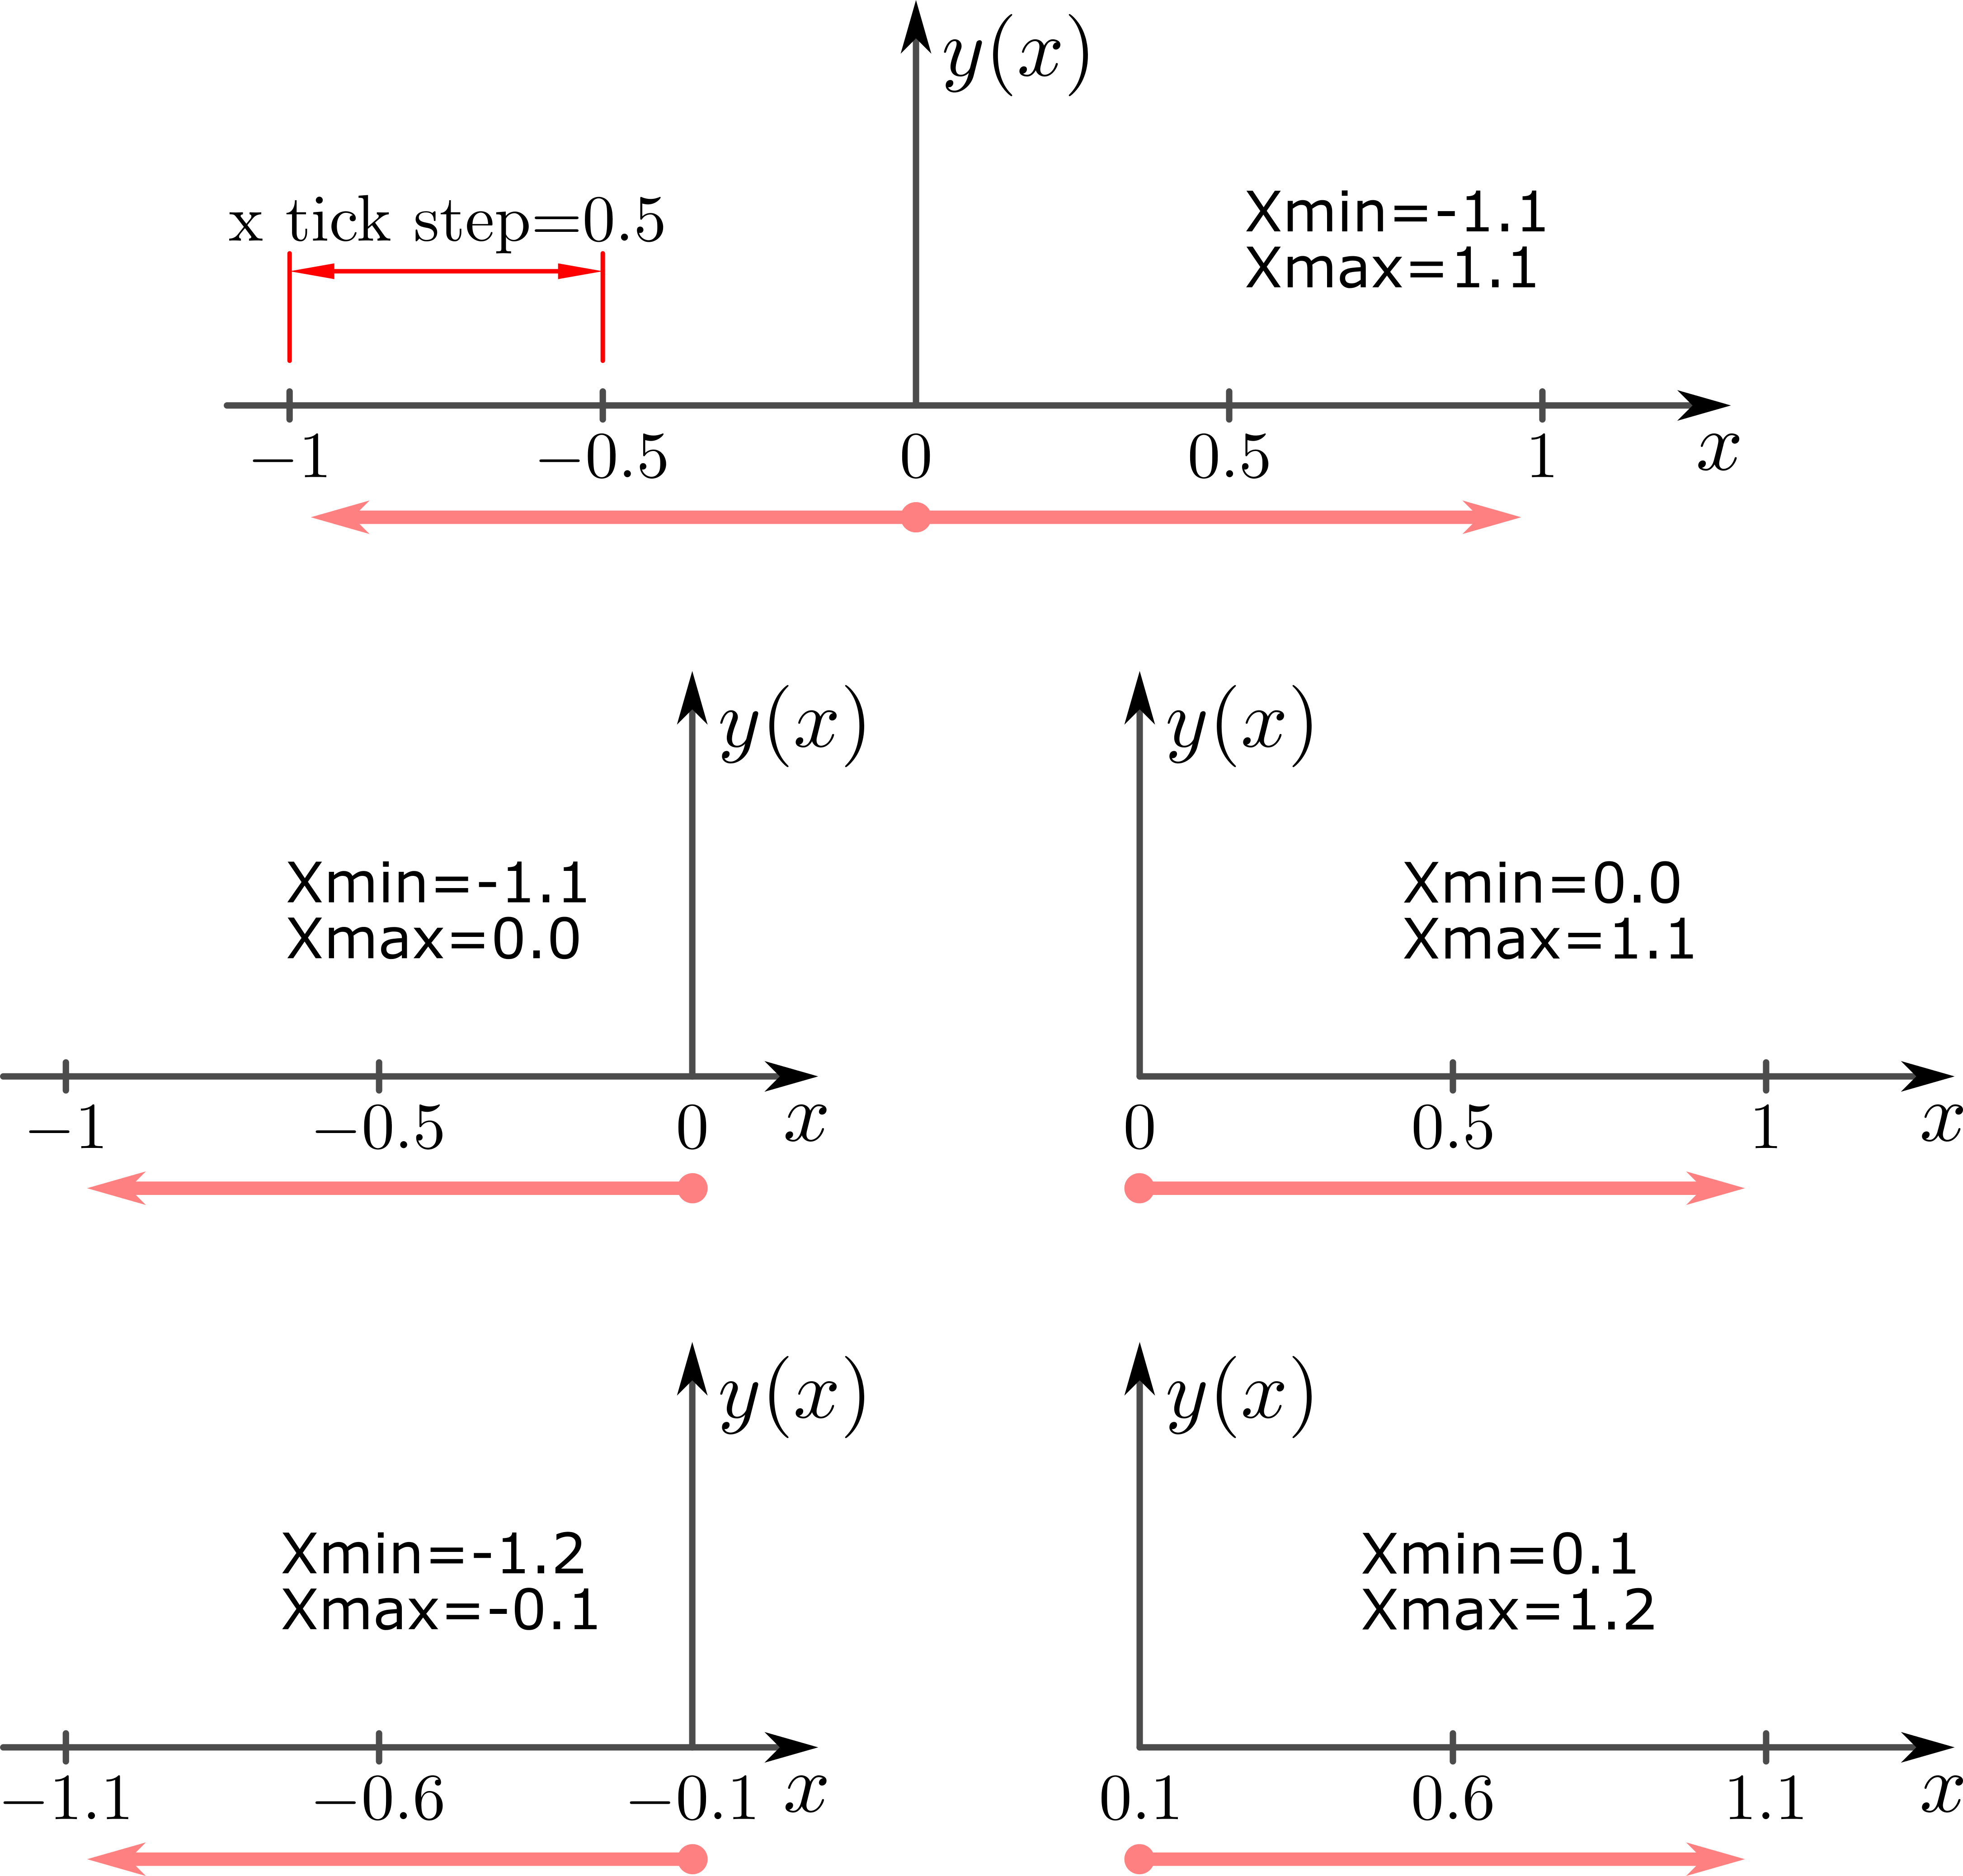 y(x)
x tick step=0.5
Xmin=-1.1
Xmax=1.1
−1 −0.5 0 0.5 1 x
y(x)
Xmin=-1.1
Xmax=0.0
−1 −0.5 0 x
y(x)
Xmin=0.0
Xmax=1.1
0 0.5 1 x
y(x)
Xmin=-1.2
Xmax=-0.1
−1.1 −0.6 −0.1 x
y(x)
Xmin=0.1
Xmax=1.2
0.1 0.6 1.1 x